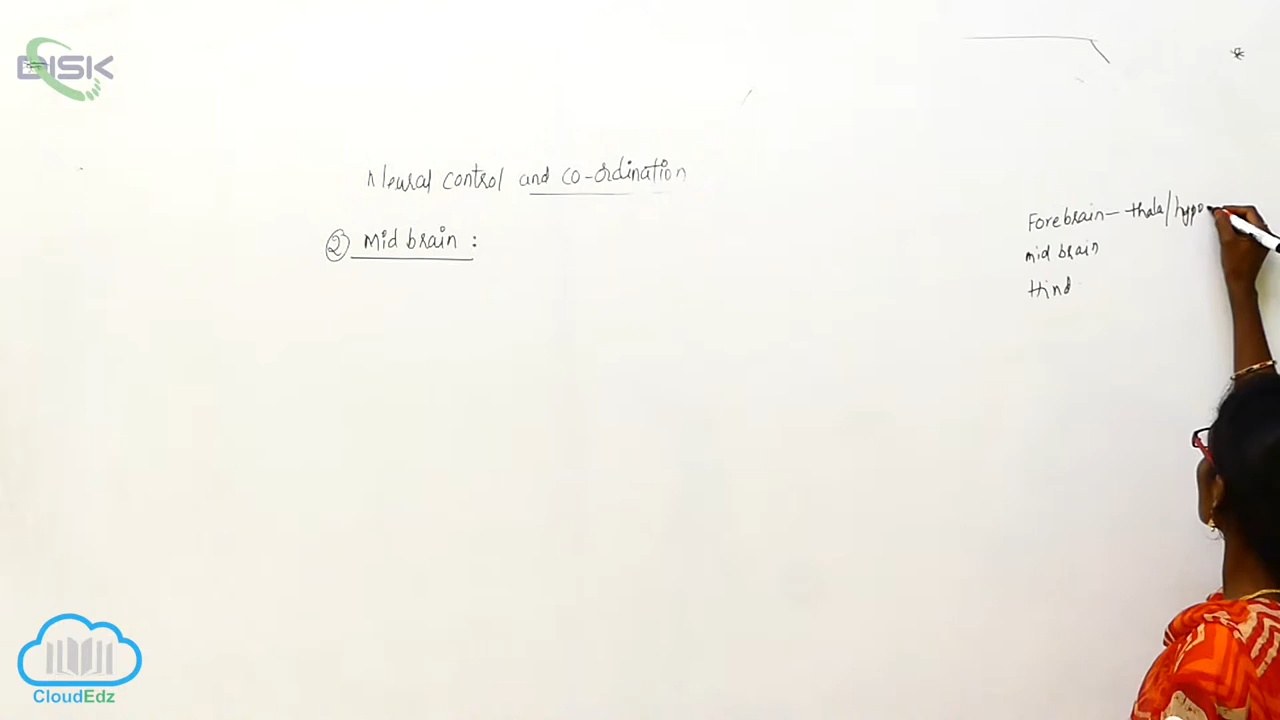 DISK
Neural control and co-ordination
② Mid brain :
Forebrain - thala/hypo
mid brain
Hind
CloudEdz